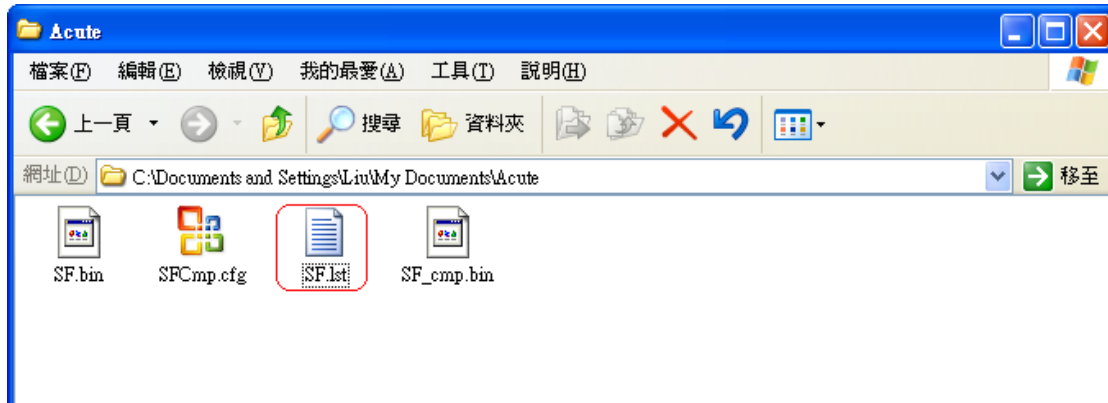 Acute
檔案(F) 編輯(E) 檢視(V) 我的最愛(A) 工具(T) 說明(H)
上一頁 搜尋 資料夾
網址(D) C:\Documents and Settings\Liu\My Documents\Acute 移至
SF.bin SFCmp.cfg SF.lst SF_cmp.bin